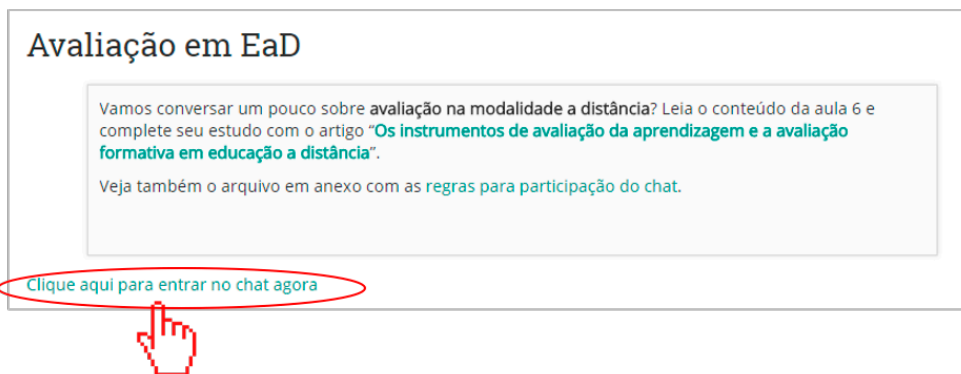 Avaliação em EaD
Vamos conversar um pouco sobre avaliação na modalidade a distância? Leia o conteúdo da aula 6 e
complete seu estudo com o artigo “Os instrumentos de avaliação da aprendizagem e a avaliação
formativa em educação a distância”.
Veja também o arquivo em anexo com as regras para participação do chat.
Clique aqui para entrar no chat agora